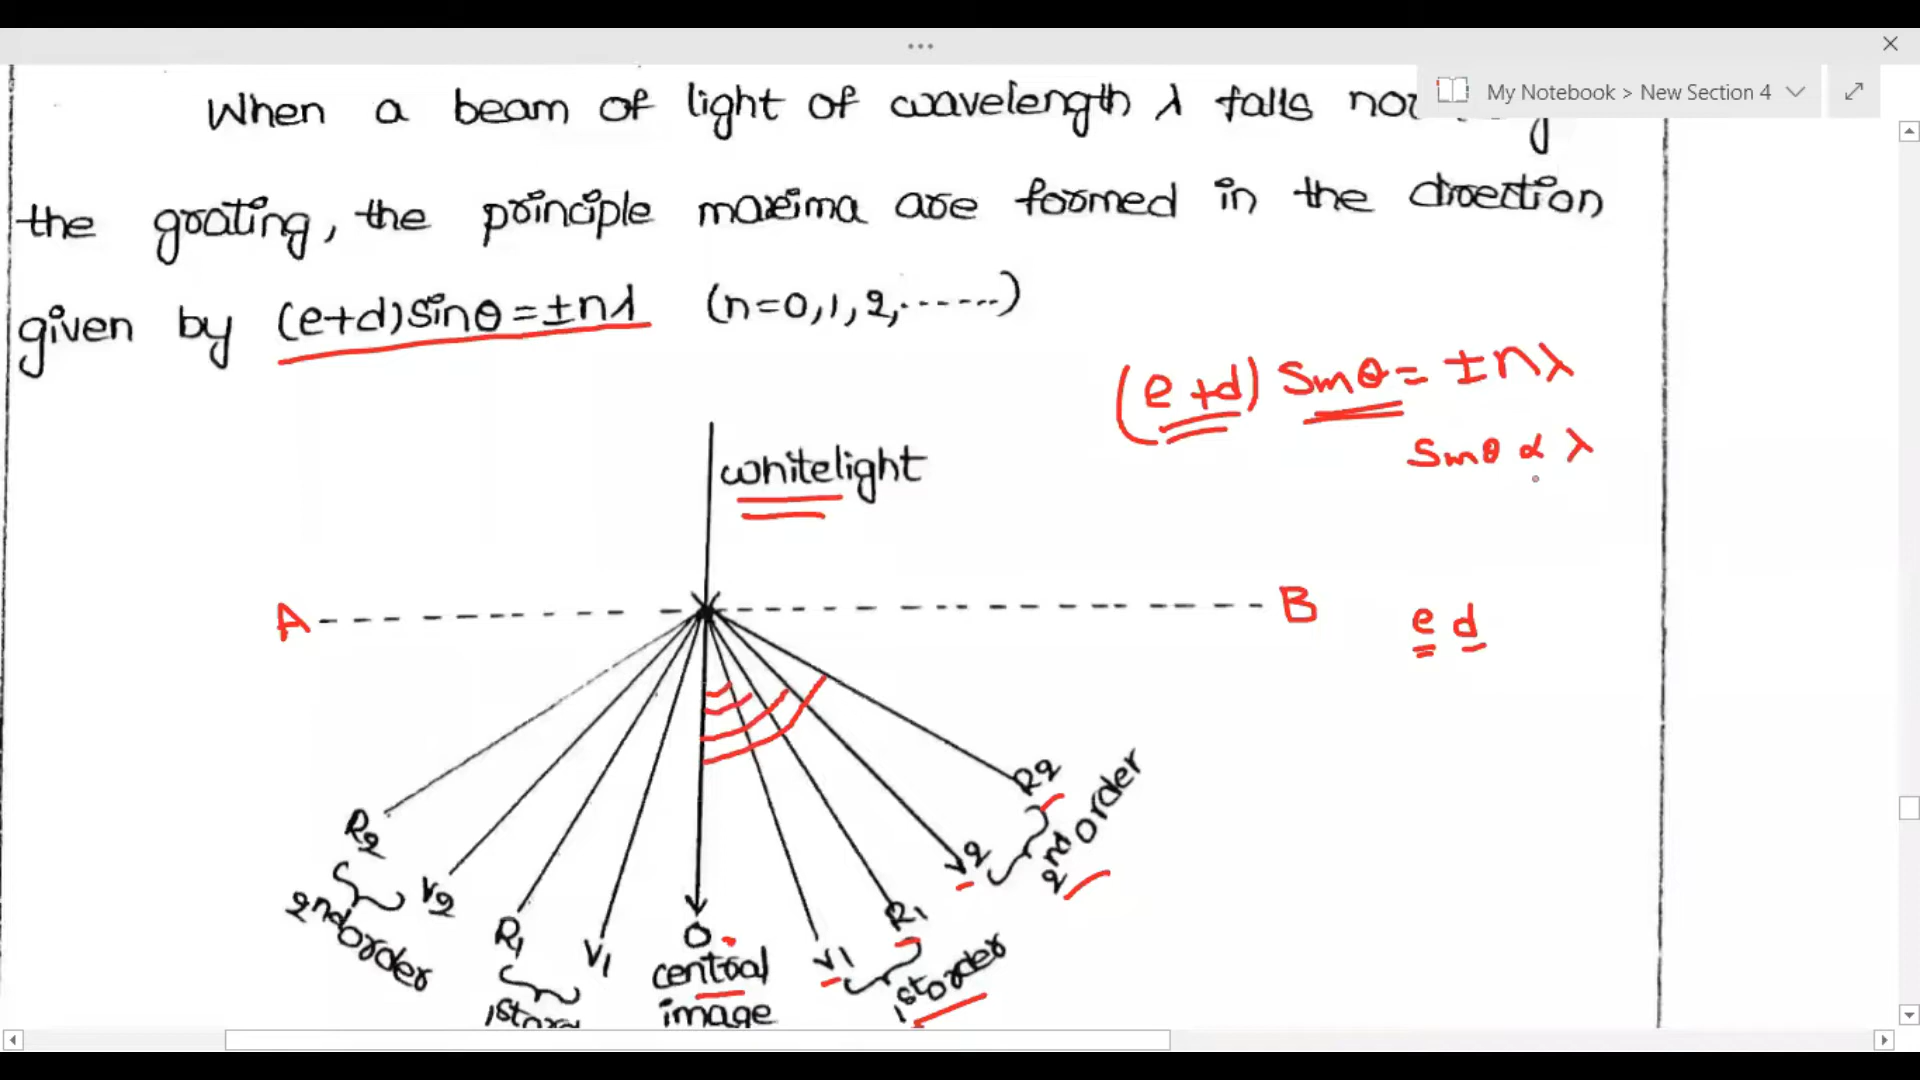 My Notebook > New Section 4
When a beam of light of wavelength λ falls
the grating, the principle maxima are formed in the direction
given by (e+d)Sinθ=±nλ (n=0,1,2,......)
(e+d) Sinθ = ±nλ
Sinθ ∝ λ
whitelight
A B
e d
R2 V2 R1 V1 O V1 R1 V2 R2
2nd order
1st
central
image
1st order
2nd order